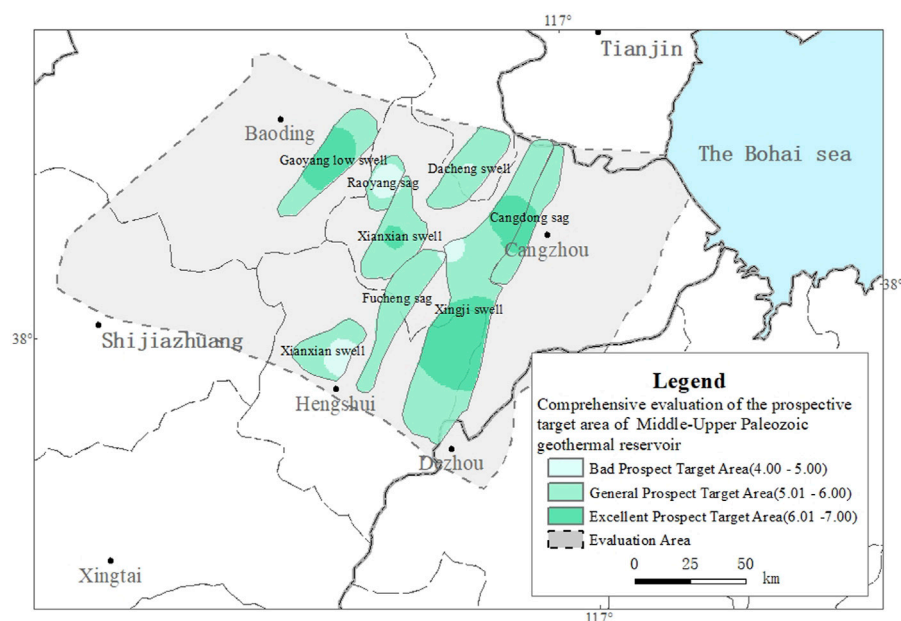 117°
Tianjin
Baoding
The Bohai sea
Gaoyang low swell
Dacheng swell
Raoyang sag
Cangdong sag
Xianxian swell
Cangzhou
38°
Fucheng sag
Xingji swell
38°
Shijiazhuang
Xianxian swell
Hengshui
Dezhou
Xingtai
Legend
Comprehensive evaluation of the prospective
target area of Middle-Upper Paleozoic
geothermal reservoir
Bad Prospect Target Area(4.00 - 5.00)
General Prospect Target Area(5.01 - 6.00)
Excellent Prospect Target Area(6.01 -7.00)
Evaluation Area
0 25 50
km
117°